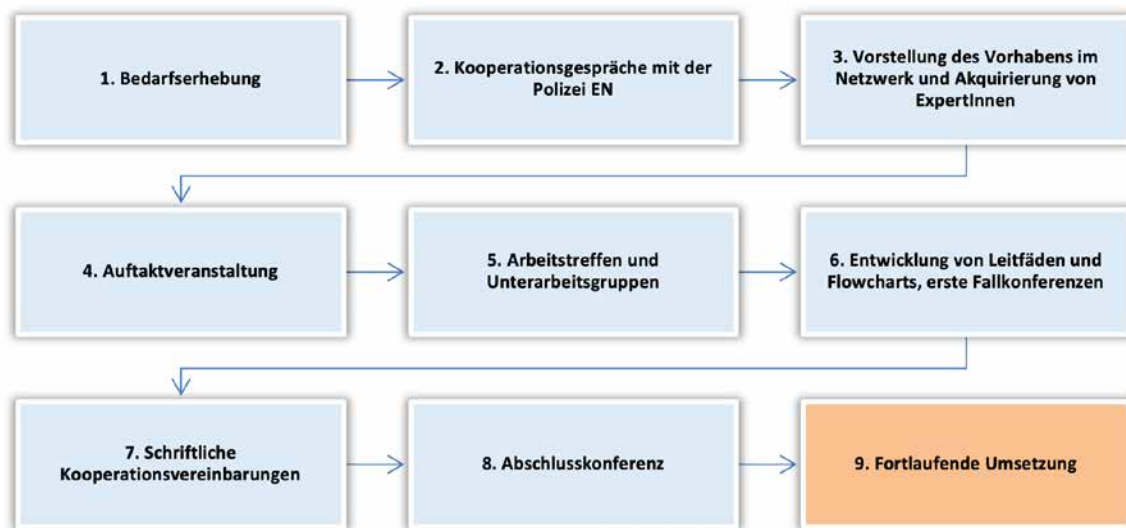 1. Bedarfserhebung
2. Kooperationsgespräche mit der
Polizei EN
3. Vorstellung des Vorhabens im
Netzwerk und Akquirierung von
ExpertInnen
4. Auftaktveranstaltung
5. Arbeitstreffen und
Unterarbeitsgruppen
6. Entwicklung von Leitfäden und
Flowcharts, erste Fallkonferenzen
7. Schriftliche
Kooperationsvereinbarungen
8. Abschlusskonferenz
9. Fortlaufende Umsetzung